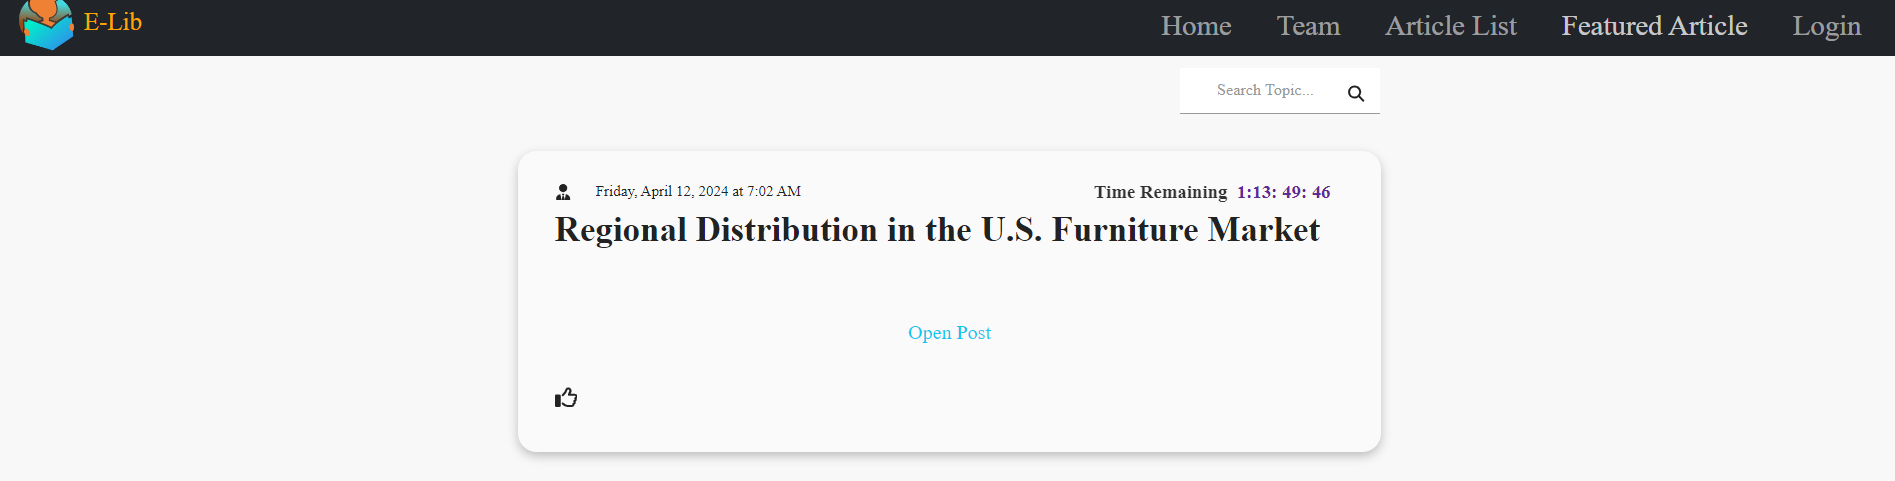 E-Lib
Home Team Article List Featured Article Login
Search Topic...
Friday, April 12, 2024 at 7:02 AM
Time Remaining 1:13: 49: 46
Regional Distribution in the U.S. Furniture Market
Open Post